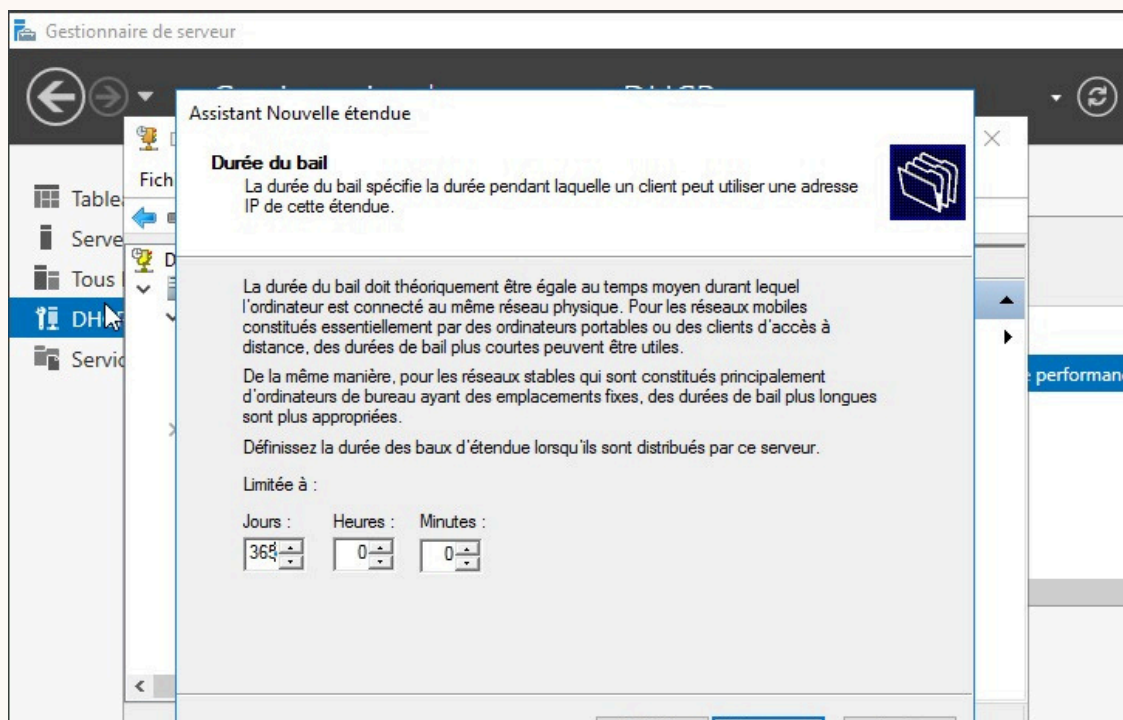 Gestionnaire de serveur
Assistant Nouvelle étendue
Durée du bail
La durée du bail spécifie la durée pendant laquelle un client peut utiliser une adresse
IP de cette étendue.
Fich
Table
Serve
Tous
DH
Servic
D
La durée du bail doit théoriquement être égale au temps moyen durant lequel
l'ordinateur est connecté au même réseau physique. Pour les réseaux mobiles
constitués essentiellement par des ordinateurs portables ou des clients d'accès à
distance, des durées de bail plus courtes peuvent être utiles.
De la même manière, pour les réseaux stables qui sont constitués principalement
d'ordinateurs de bureau ayant des emplacements fixes, des durées de bail plus longues
sont plus appropriées.
Définissez la durée des baux d'étendue lorsqu'ils sont distribués par ce serveur.
Limitée à :
Jours : Heures : Minutes :
365 0 0
performan